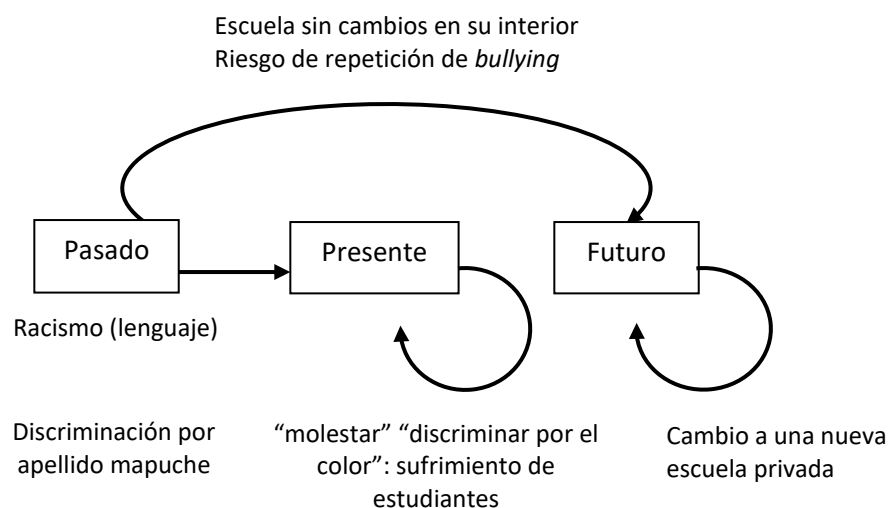 Escuela sin cambios en su interior
Riesgo de repetición de bullying
Pasado
Presente
Futuro
Racismo (lenguaje)
Discriminación por
apellido mapuche
“molestar” “discriminar por el
color”: sufrimiento de
estudiantes
Cambio a una nueva
escuela privada